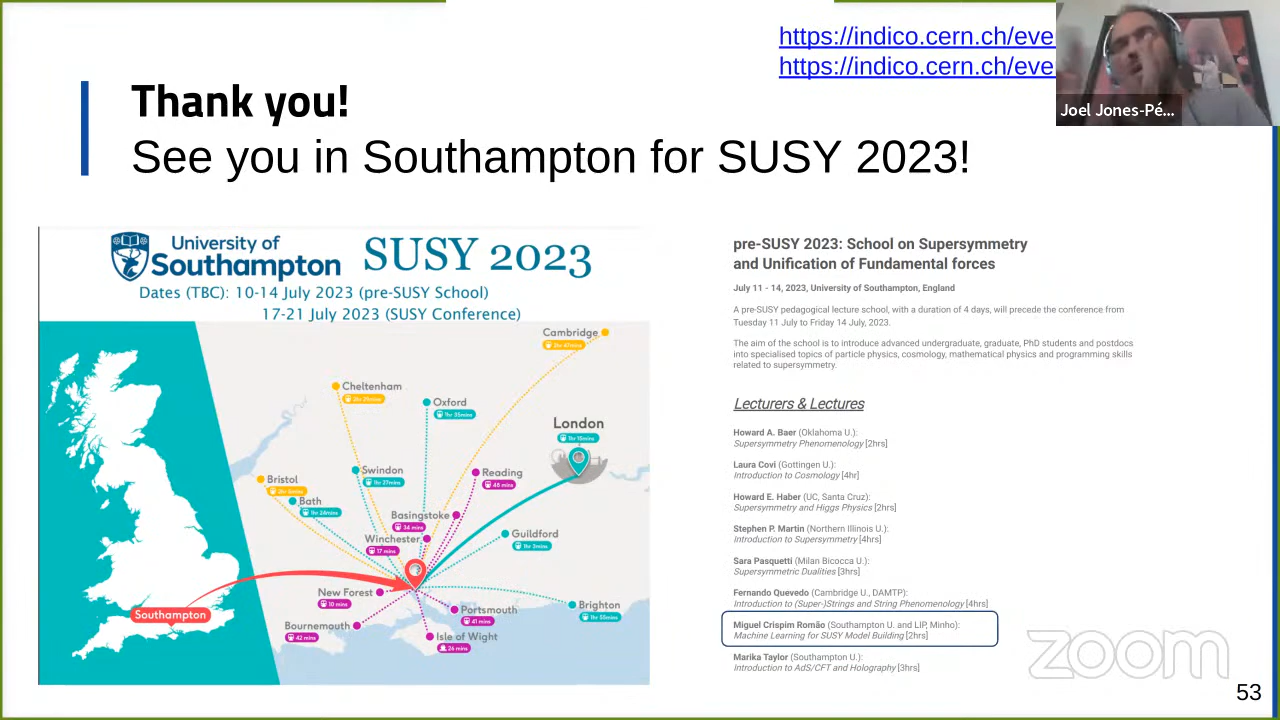 https://indico.cern.ch/eve
https://indico.cern.ch/eve
Joel Jones-Pé...
Thank you!
See you in Southampton for SUSY 2023!
University of
Southampton
SUSY 2023
Dates (TBC): 10-14 July 2023 (pre-SUSY School)
17-21 July 2023 (SUSY Conference)
Cambridge
Cheltenham
Oxford
1hr 35mins
London
1hr 15mins
Swindon
1hr 27mins
Reading
48 mins
Bristol
Bath
1hr 24mins
Basingstoke
34 mins
Winchester
17 mins
Guildford
1hr 2mins
Southampton
New Forest
10 mins
Portsmouth
41 mins
Brighton
1hr 55mins
Bournemouth
42 mins
Isle of Wight
26 mins
pre-SUSY 2023: School on Supersymmetry
and Unification of Fundamental forces
July 11 - 14, 2023, University of Southampton, England
A pre-SUSY pedagogical lecture school, with a duration of 4 days, will precede the conference from
Tuesday 11 July to Friday 14 July, 2023.
The aim of the school is to introduce advanced undergraduate, graduate, PhD students and postdocs
into specialised topics of particle physics, cosmology, mathematical physics and programming skills
related to supersymmetry.
Lecturers & Lectures
Howard A. Baer (Oklahoma U.):
Supersymmetry Phenomenology [2hrs]
Laura Covi (Gottingen U.):
Introduction to Cosmology [4hr]
Howard E. Haber (UC, Santa Cruz):
Supersymmetry and Higgs Physics [2hrs]
Stephen P. Martin (Northern Illinois U.):
Introduction to Supersymmetry [4hrs]
Sara Pasquetti (Milan Bicocca U.):
Supersymmetric Dualities [3hrs]
Fernando Quevedo (Cambridge U., DAMTP):
Introduction to (Super-)Strings and String Phenomenology [4hrs]
Miguel Crispim Romão (Southampton U. and LIP, Minho):
Machine Learning for SUSY Model Building [2hrs]
Marika Taylor (Southampton U.):
Introduction to AdS/CFT and Holography [3hrs]
zoom
53